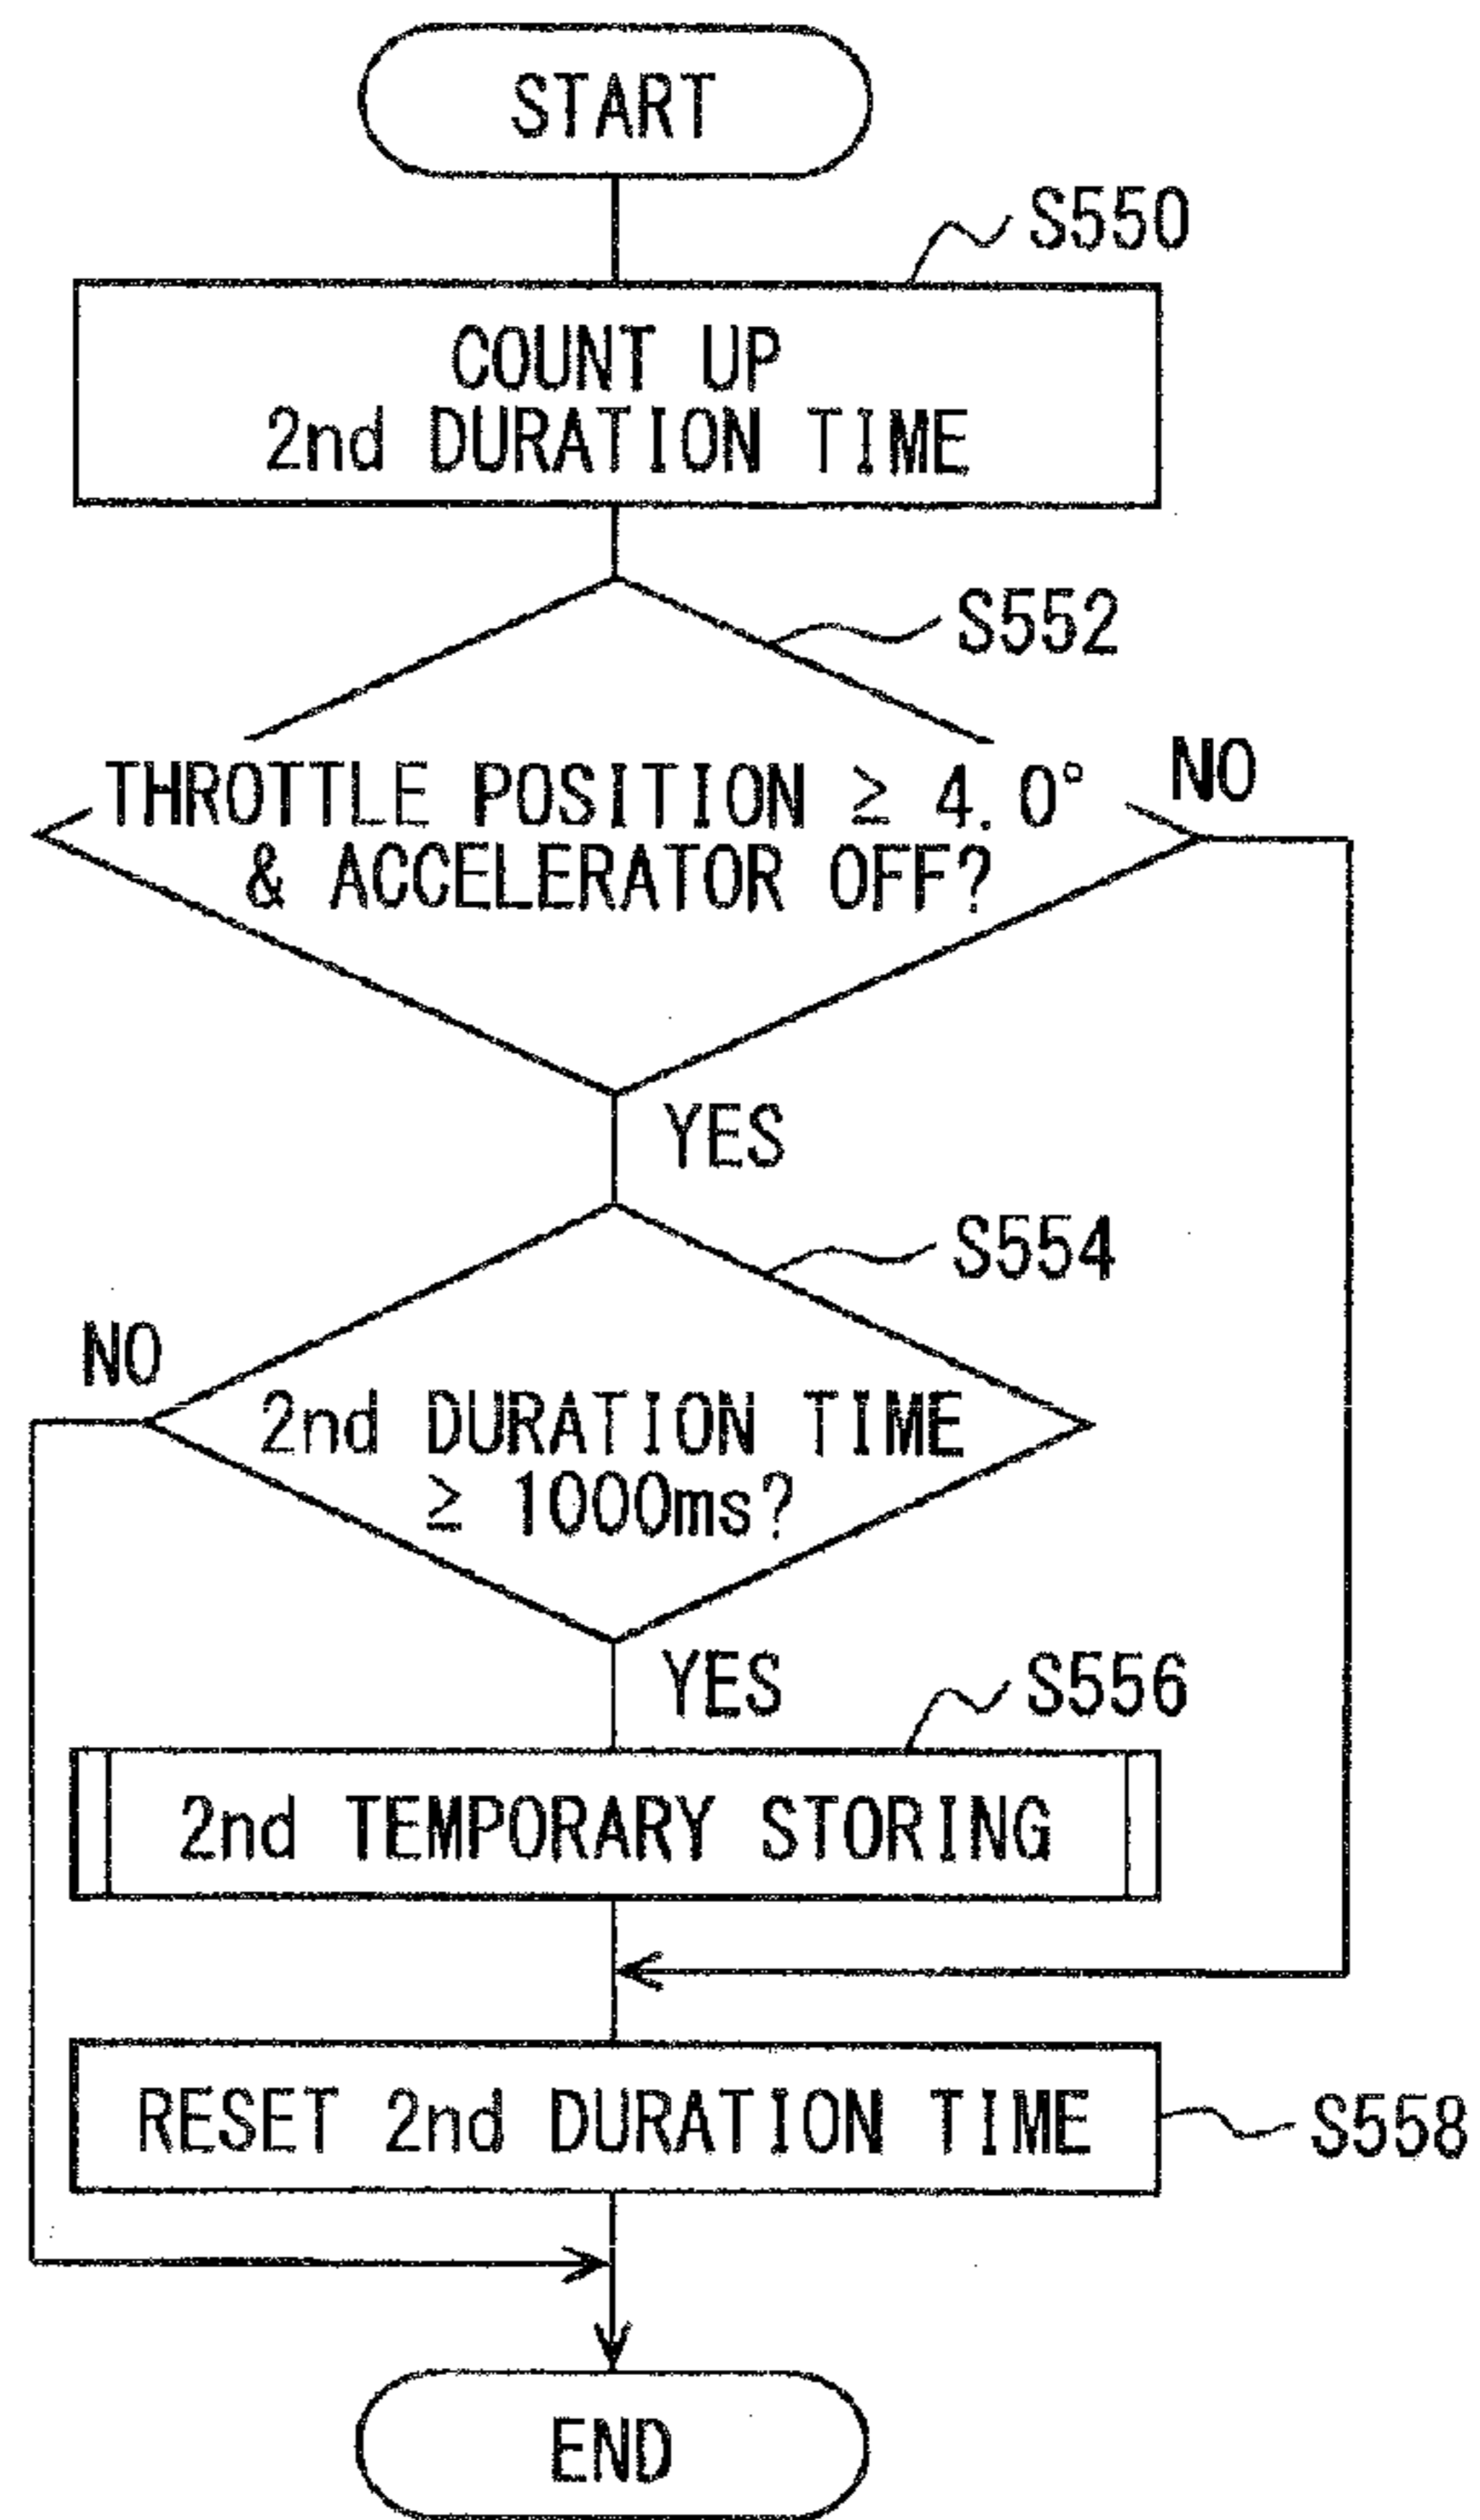 START
S550
COUNT UP
2nd DURATION TIME
S552
THROTTLE POSITION ≥ 4.0°
NO
& ACCELERATOR OFF?
YES
S554
NO
2nd DURATION TIME
≥ 1000ms?
YES
S556
2nd TEMPORARY STORING
RESET 2nd DURATION TIME
S558
END